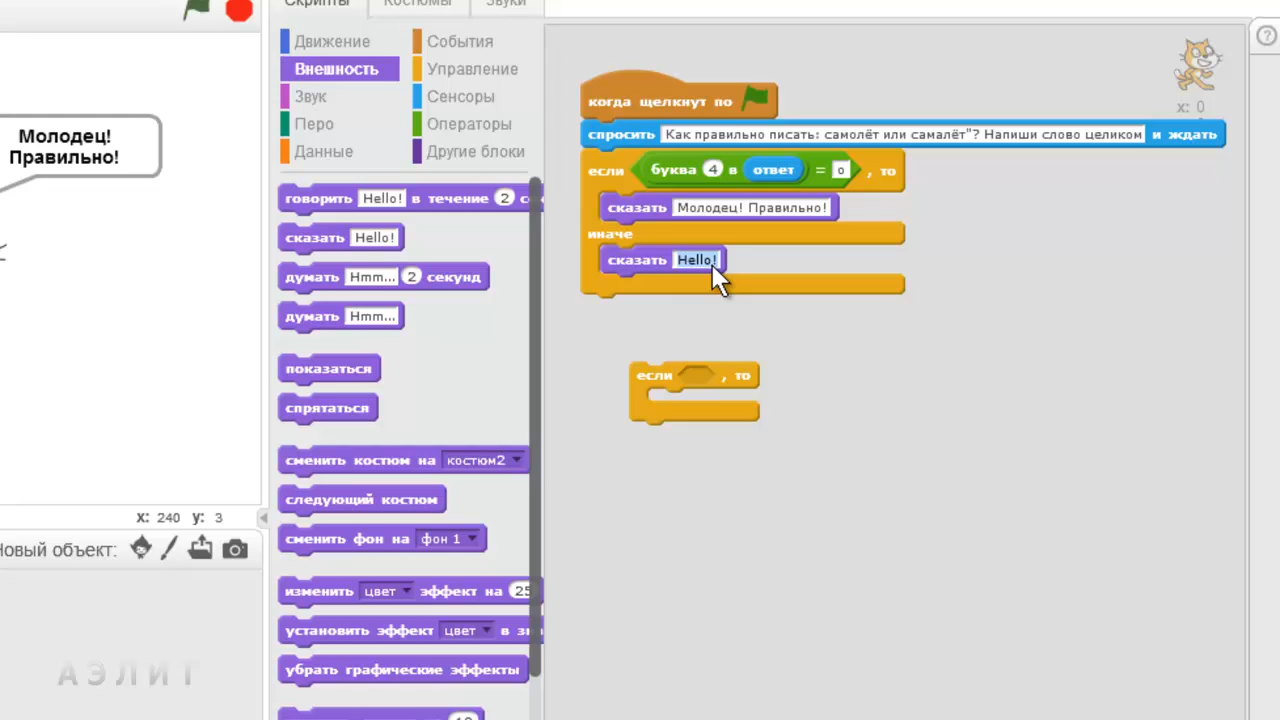 Скрипты Костюмы Звуки
Движение
Внешность
Звук
Перо
Данные
События
Управление
Сенсоры
Операторы
Другие блоки
Молодец!
Правильно!
x: 240 y: 3
Новый объект:
АЭЛИТ
говорить Hello! в течение 2
сказать Hello!
думать Hmm... 2 секунд
думать Hmm...
показаться
спрятаться
сменить костюм на костюм2
следующий костюм
сменить фон на фон 1
изменить цвет эффект на 25
установить эффект цвет в
убрать графические эффекты
10
когда щелкнут по
спросить Как правильно писать: самолёт или самалёт"? Напиши слово целиком и ждать
если буква 4 в ответ = о , то
сказать Молодец! Правильно!
иначе
сказать Hello!
если , то
x: 0
?